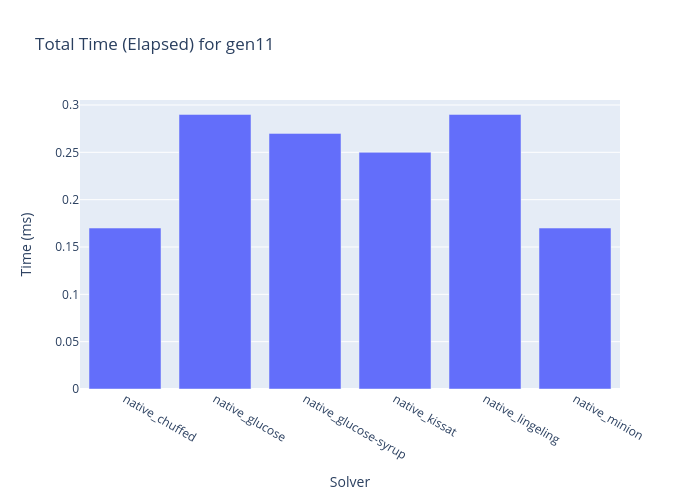 Total Time (Elapsed) for gen11
Time (ms)
0.3
0.25
0.2
0.15
0.1
0.05
0
native_chuffed
native_glucose
native_glucose-syrup
native_kissat
native_lingeling
native_minion
Solver